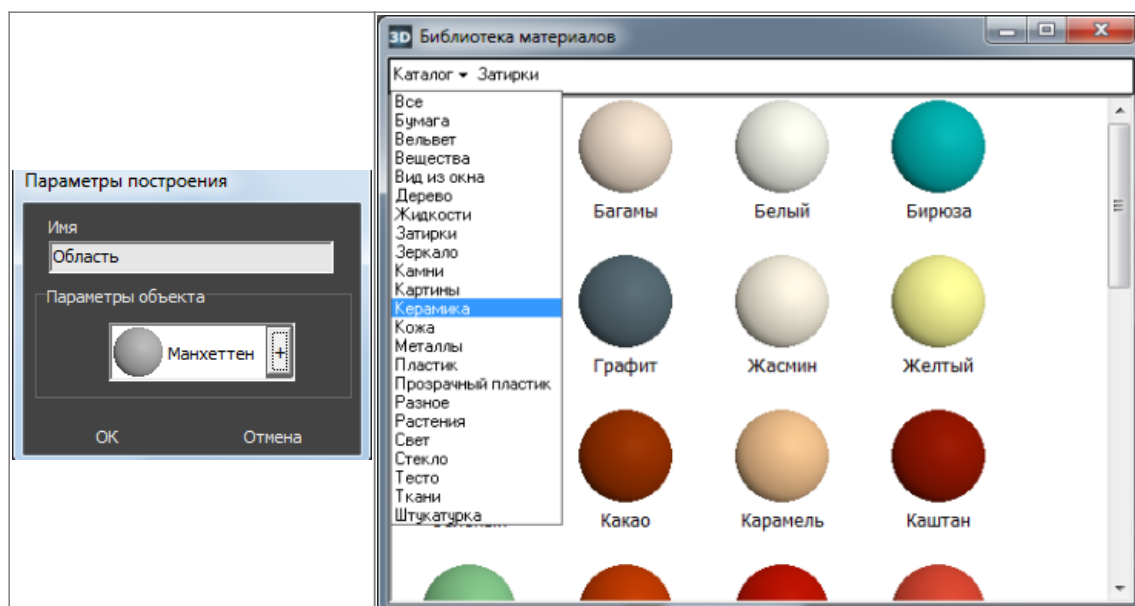 Параметры построения
Имя
Область
Параметры объекта
Манхеттен +
ОК Отмена
3D Библиотека материалов
Каталог Затирки
Все
Бумага
Вельвет
Вещества
Вид из окна
Дерево
Жидкости
Затирки
Зеркало
Камни
Картины
Керамика
Кожа
Металлы
Пластик
Прозрачный пластик
Разное
Растения
Свет
Стекло
Тесто
Ткани
Штукатурка
Багамы Белый Бирюза
Графит Жасмин Желтый
Какао Карамель Каштан